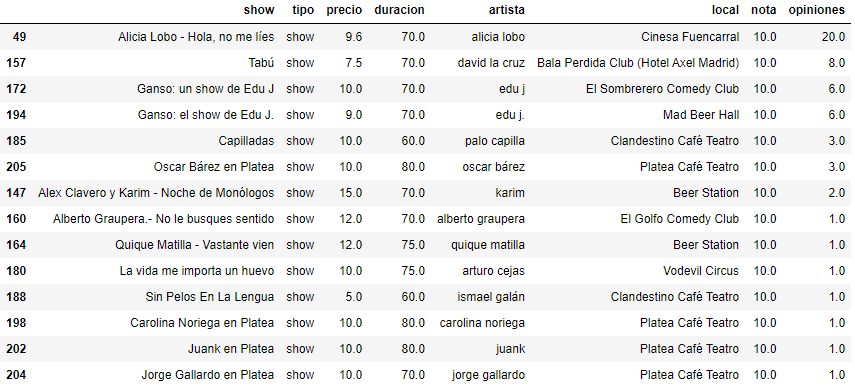 show tipo precio duracion artista local nota opiniones
49 Alicia Lobo - Hola, no me líes show 9.6 70.0 alicia lobo Cinesa Fuencarral 10.0 20.0
157 Tabú show 7.5 70.0 david la cruz Bala Perdida Club (Hotel Axel Madrid) 10.0 8.0
172 Ganso: un show de Edu J show 10.0 70.0 edu j El Sombrerero Comedy Club 10.0 6.0
194 Ganso: el show de Edu J. show 9.0 70.0 edu j. Mad Beer Hall 10.0 6.0
185 Capilladas show 10.0 60.0 palo capilla Clandestino Café Teatro 10.0 3.0
205 Oscar Bárez en Platea show 10.0 80.0 oscar bárez Platea Café Teatro 10.0 3.0
147 Alex Clavero y Karim - Noche de Monólogos show 15.0 70.0 karim Beer Station 10.0 2.0
160 Alberto Graupera.- No le busques sentido show 12.0 70.0 alberto graupera El Golfo Comedy Club 10.0 1.0
164 Quique Matilla - Vastante vien show 12.0 75.0 quique matilla Beer Station 10.0 1.0
180 La vida me importa un huevo show 10.0 75.0 arturo cejas Vodevil Circus 10.0 1.0
188 Sin Pelos En La Lengua show 5.0 60.0 ismael galán Clandestino Café Teatro 10.0 1.0
198 Carolina Noriega en Platea show 10.0 80.0 carolina noriega Platea Café Teatro 10.0 1.0
202 Juank en Platea show 10.0 80.0 juank Platea Café Teatro 10.0 1.0
204 Jorge Gallardo en Platea show 10.0 70.0 jorge gallardo Platea Café Teatro 10.0 1.0